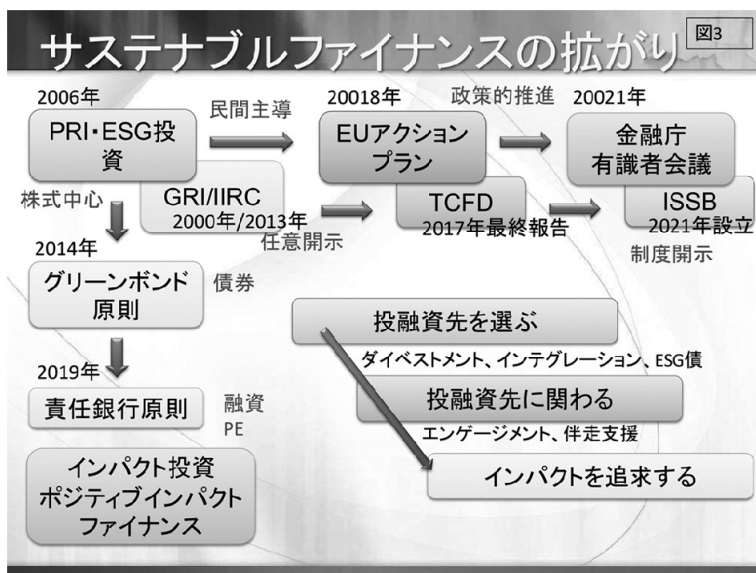 図3
サステナブルファイナンスの拡がり
2006年
民間主導
20018年
政策的推進
20021年
PRI・ESG投
資
EUアクション
プラン
金融庁
有識者会議
株式中心
GRI/IIRC
2000年/2013年
任意開示
TCFD
2017年最終報告
ISSB
2021年設立
制度開示
2014年
グリーンボンド
原則
債券
投融資先を選ぶ
ダイベストメント、インテグレーション、ESG債
2019年
責任銀行原則
融資
PE
投融資先に関わる
エンゲージメント、伴走支援
インパクト投資
ポジティブインパクト
ファイナンス
インパクトを追求する